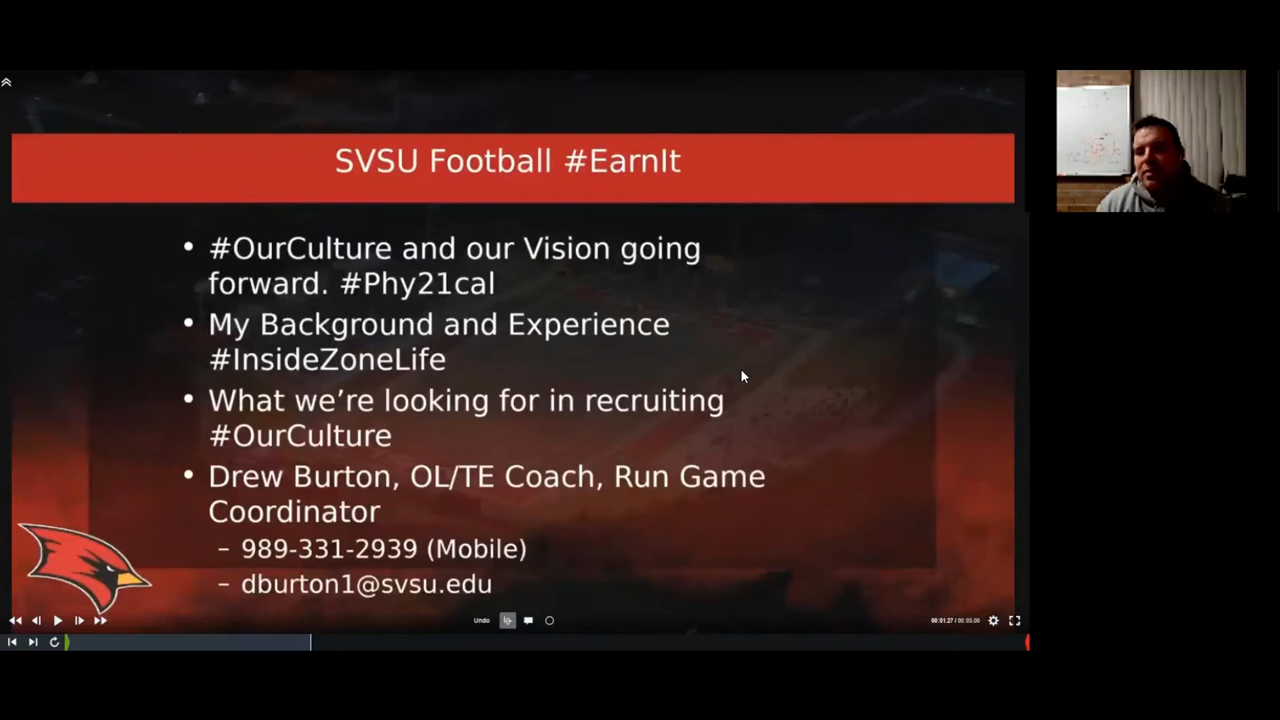 SVSU Football #EarnIt
• #OurCulture and our Vision going
forward. #Phy21cal
• My Background and Experience
#InsideZoneLife
• What we’re looking for in recruiting
#OurCulture
• Drew Burton, OL/TE Coach, Run Game
Coordinator
– 989-331-2939 (Mobile)
– dburton1@svsu.edu
Undo
00:01.27 / 00:05.00